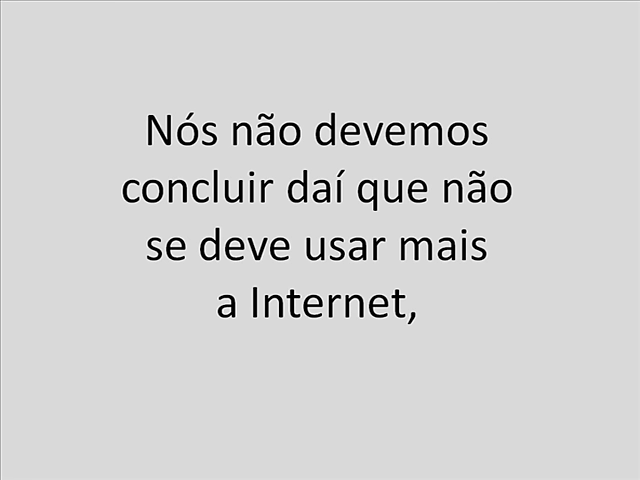 Nós não devemos
concluir daí que não
se deve usar mais
a Internet,